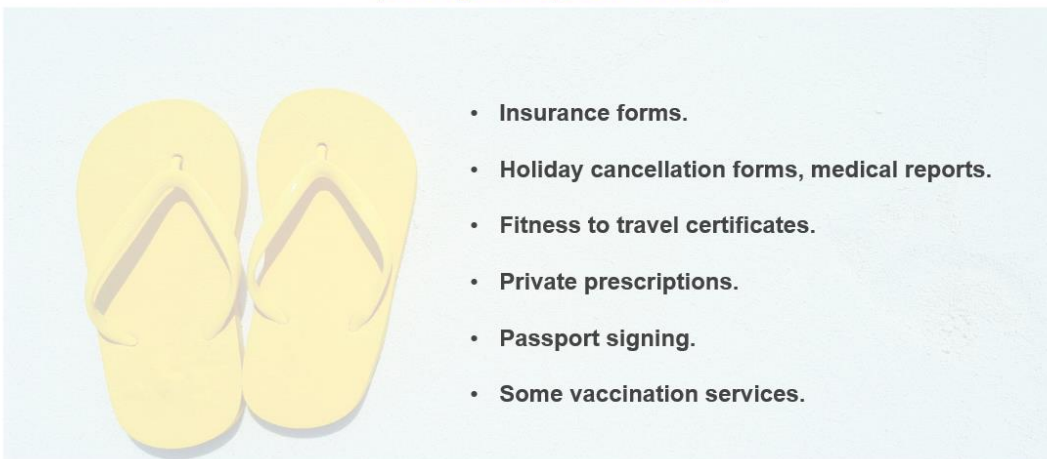 • Insurance forms.
• Holiday cancellation forms, medical reports.
• Fitness to travel certificates.
• Private prescriptions.
• Passport signing.
• Some vaccination services.